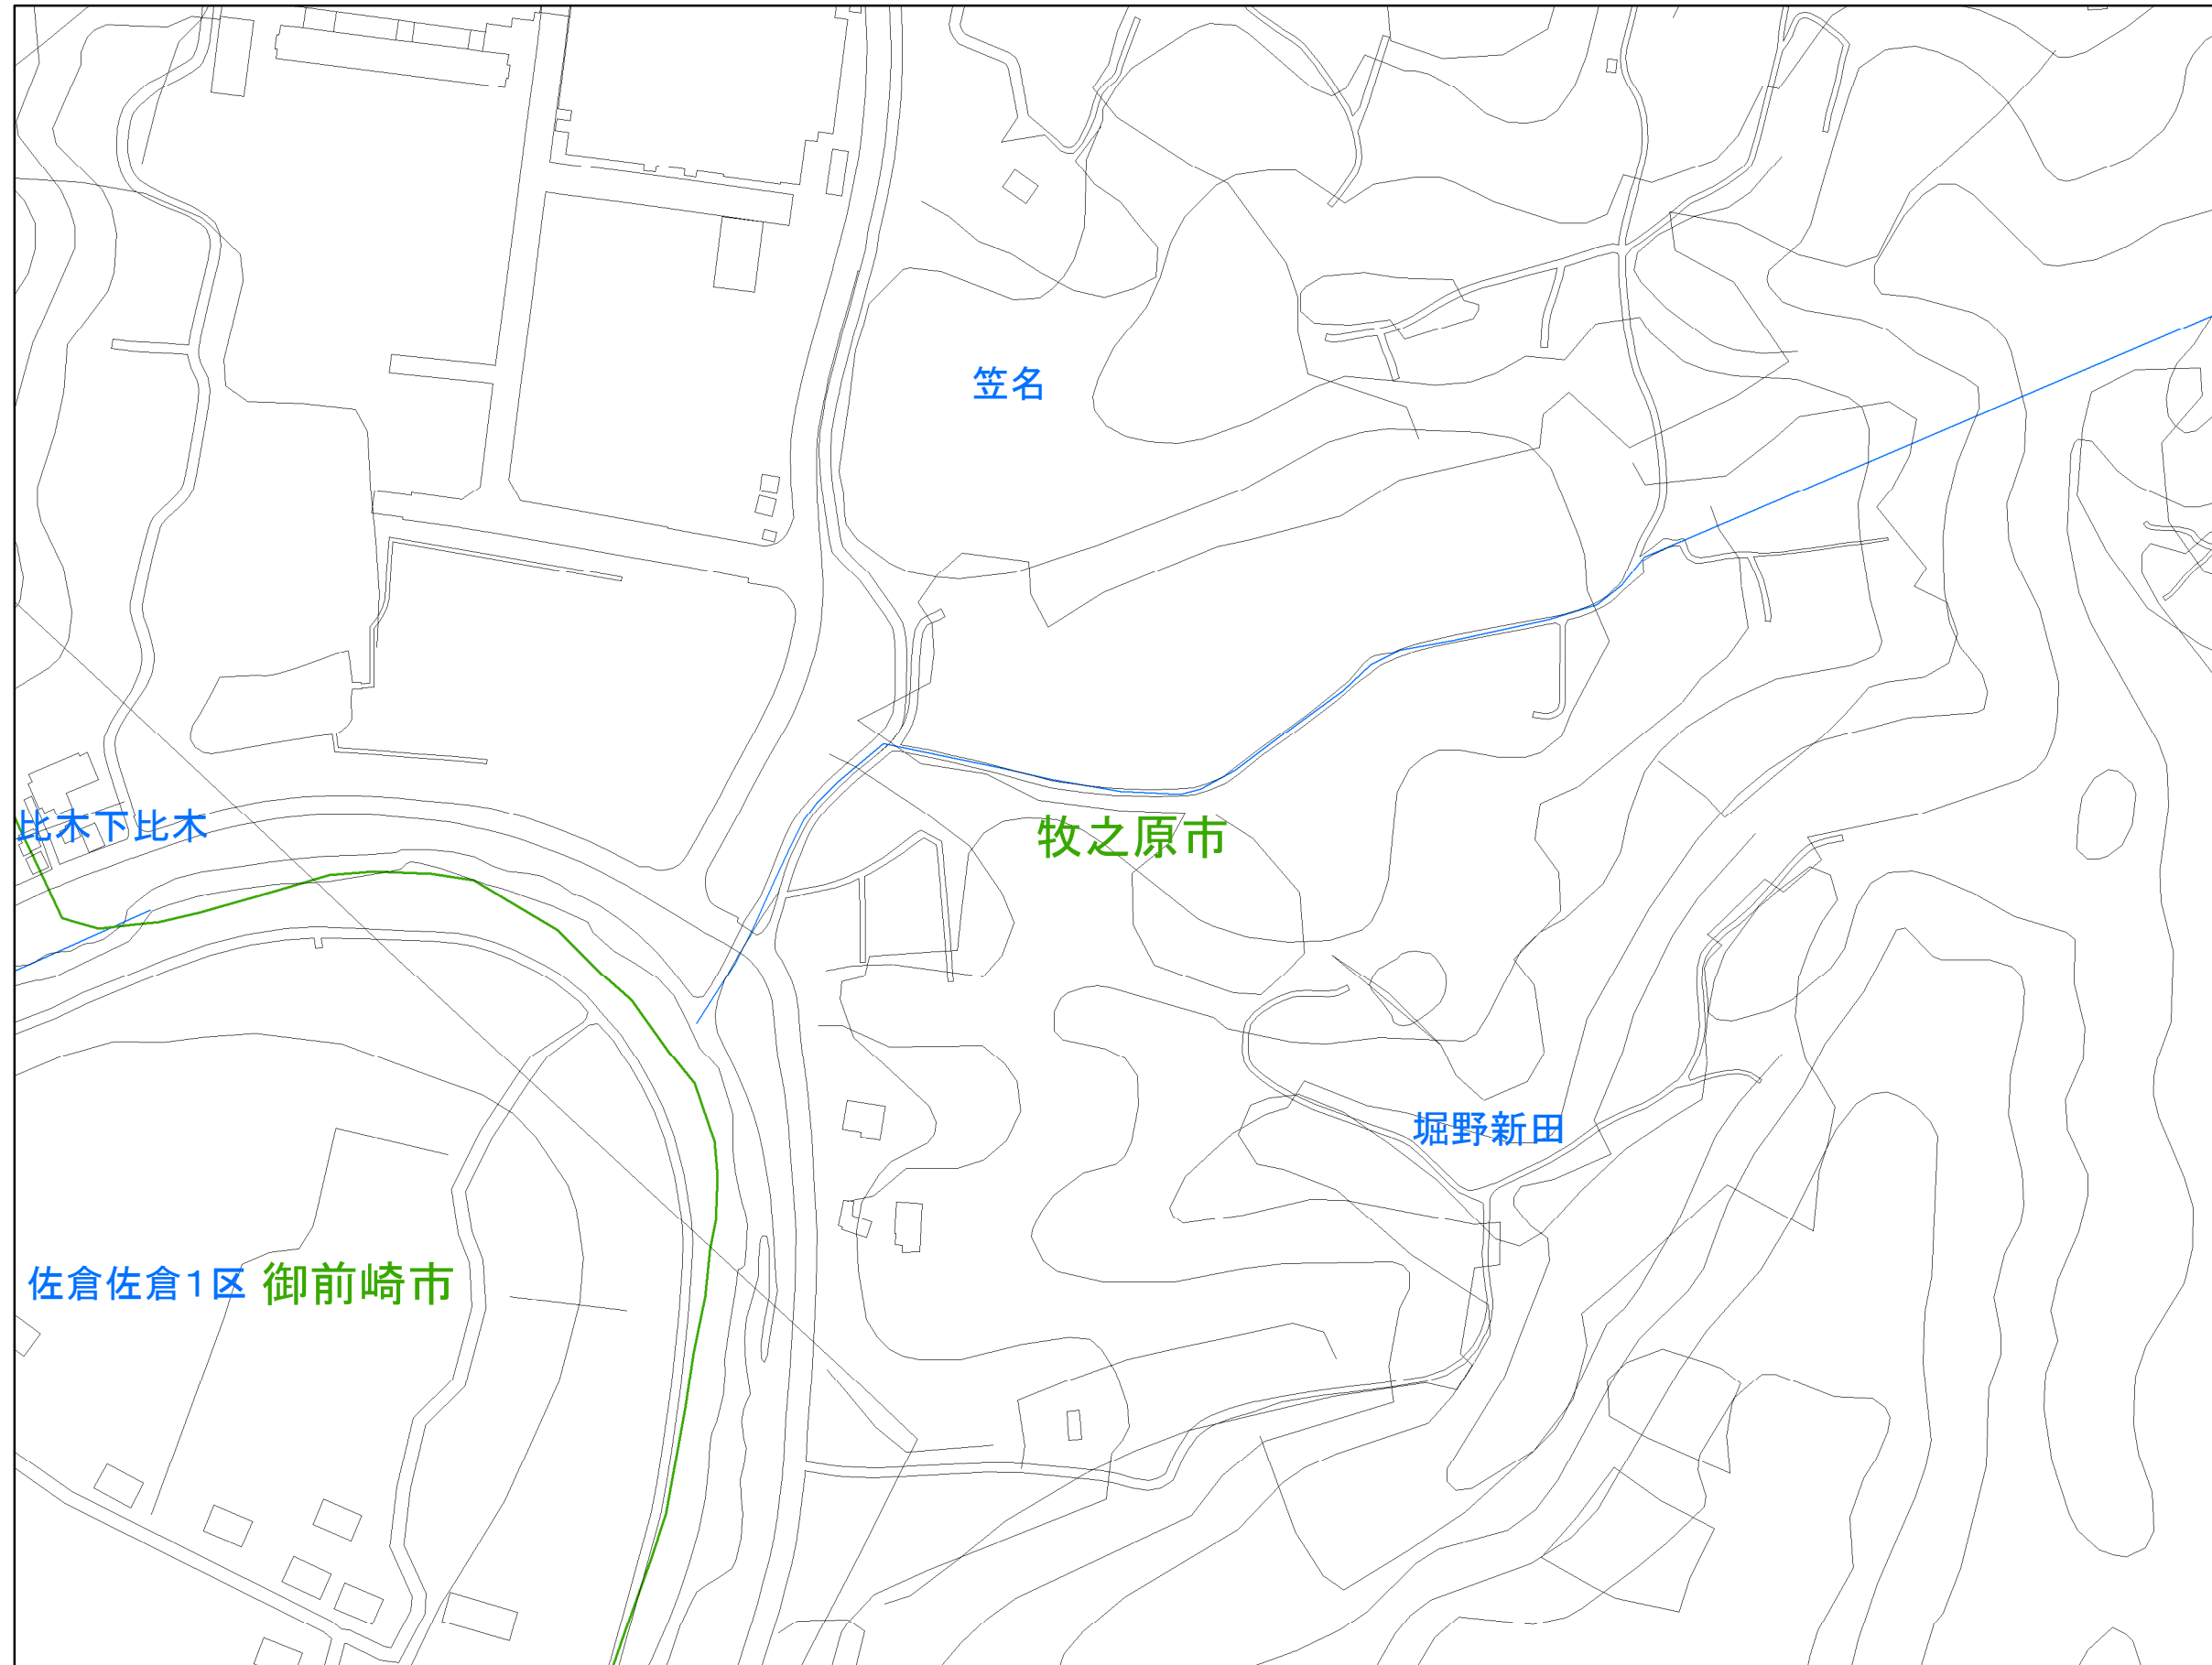 笠名
比木下比木
牧之原市
堀野新田
佐倉佐倉1区
御前崎市